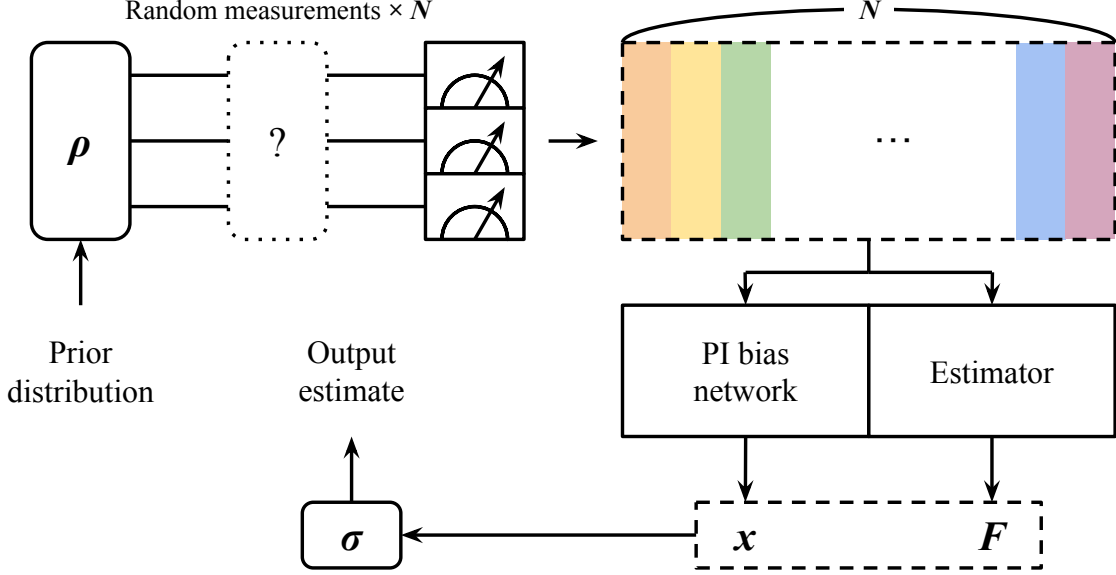 Random measurements × N
N
ρ
?
...
Prior
distribution
Output
estimate
PI bias
network
Estimator
σ
x
F